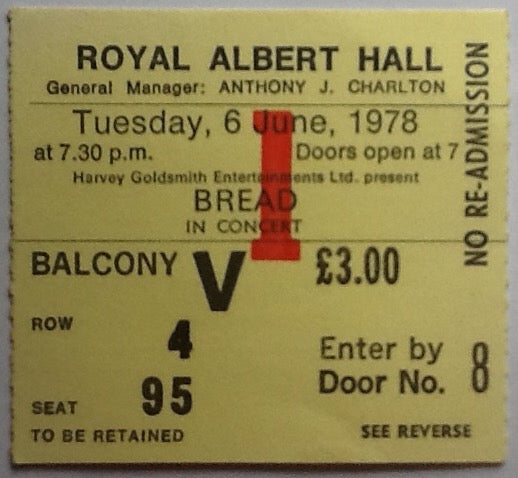 ROYAL ALBERT HALL
General Manager: ANTHONY J. CHARLTON
Tuesday, 6 June, 1978
at 7.30 p.m. Doors open at 7
Harvey Goldsmith Entertainments Ltd. present
BREAD
IN CONCERT
I
BALCONY V £3.00
ROW 4
Enter by
Door No. 8
SEAT 95
TO BE RETAINED
SEE REVERSE
NO RE-ADMISSION